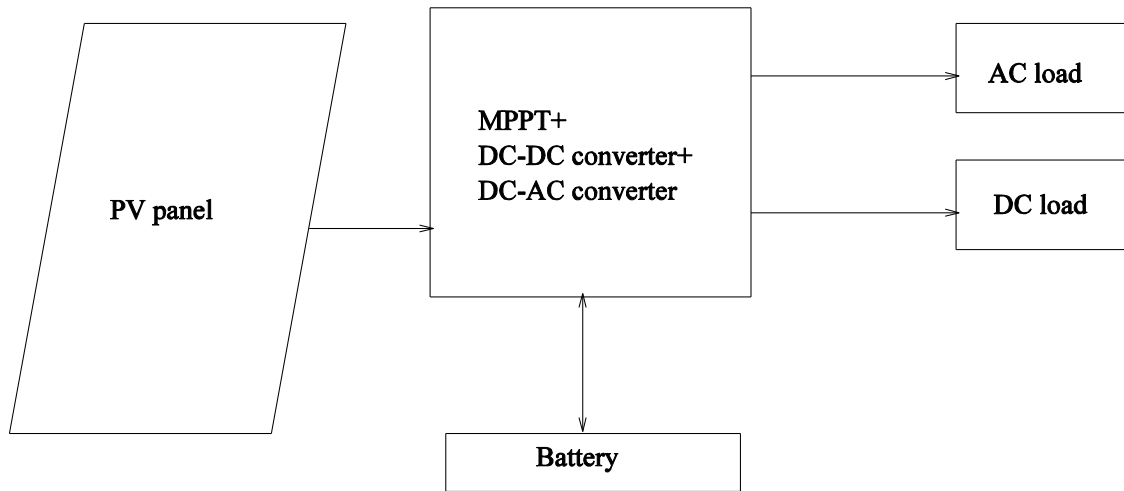 PV panel
MPPT+
DC-DC converter+
DC-AC converter
AC load
DC load
Battery